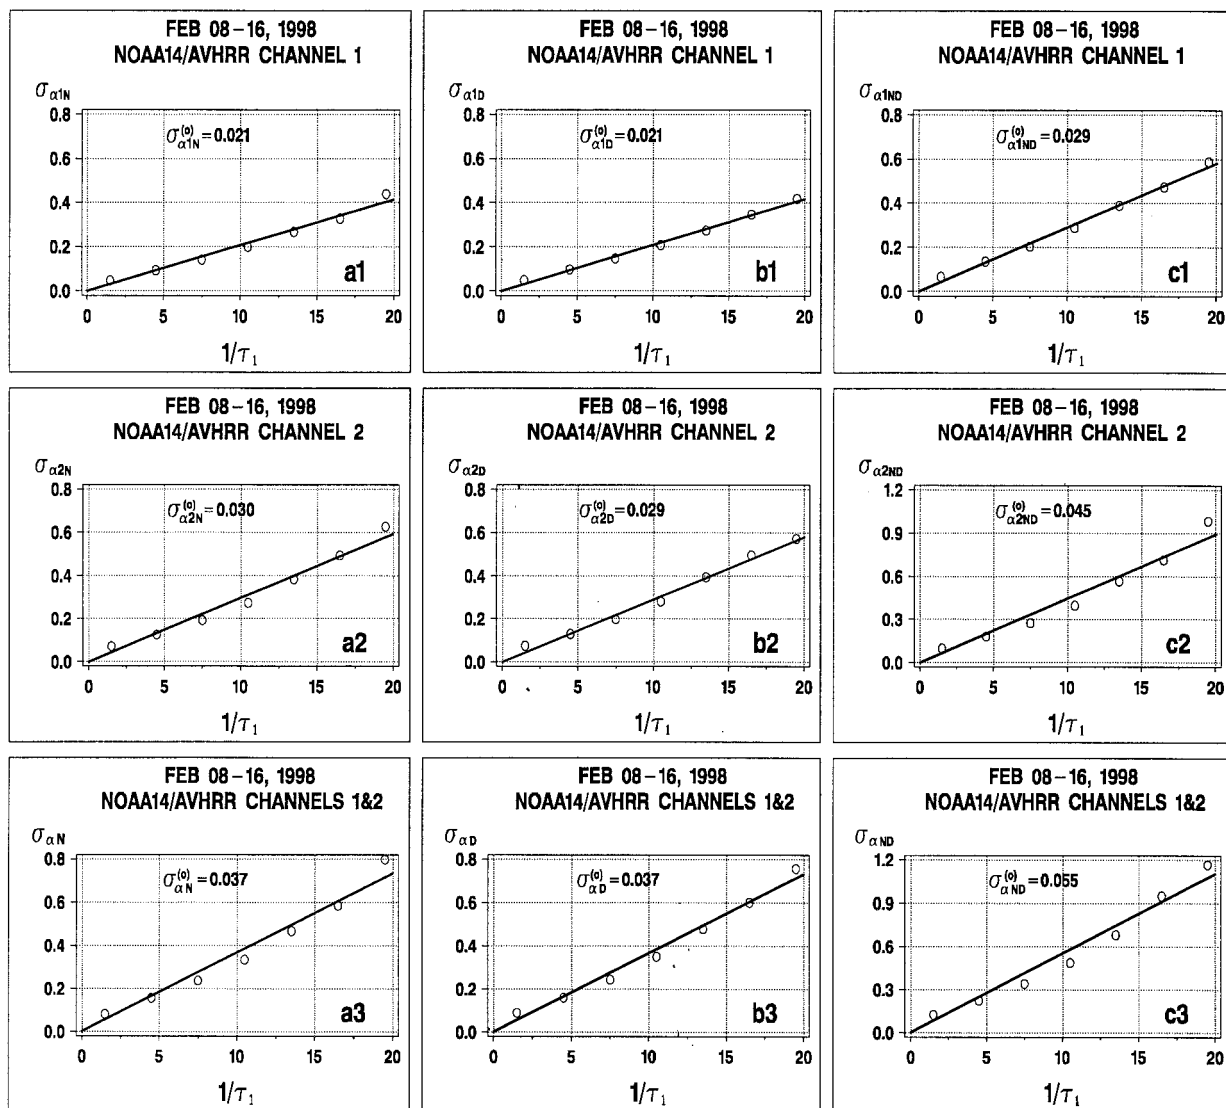 FEB 08–16, 1998
NOAA14/AVHRR CHANNEL 1
σα1N
0.8
σ(o)α1N=0.021
0.6
0.4
0.2
0.0
a1
0 5 10 15 20
1/τ1
FEB 08–16, 1998
NOAA14/AVHRR CHANNEL 1
σα1D
0.8
σ(o)α1D=0.021
0.6
0.4
0.2
0.0
b1
0 5 10 15 20
1/τ1
FEB 08–16, 1998
NOAA14/AVHRR CHANNEL 1
σα1ND
0.8
σ(o)α1ND=0.029
0.6
0.4
0.2
0.0
c1
0 5 10 15 20
1/τ1
FEB 08–16, 1998
NOAA14/AVHRR CHANNEL 2
σα2N
0.8
σ(o)α2N=0.030
0.6
0.4
0.2
0.0
a2
0 5 10 15 20
1/τ1
FEB 08–16, 1998
NOAA14/AVHRR CHANNEL 2
σα2D
0.8
σ(o)α2D=0.029
0.6
0.4
0.2
0.0
b2
0 5 10 15 20
1/τ1
FEB 08–16, 1998
NOAA14/AVHRR CHANNEL 2
σα2ND
1.2
σ(o)α2ND=0.045
0.9
0.6
0.3
0.0
c2
0 5 10 15 20
1/τ1
FEB 08–16, 1998
NOAA14/AVHRR CHANNELS 1&2
σαN
0.8
σ(o)αN=0.037
0.6
0.4
0.2
0.0
a3
0 5 10 15 20
1/τ1
FEB 08–16, 1998
NOAA14/AVHRR CHANNELS 1&2
σαD
0.8
σ(o)αD=0.037
0.6
0.4
0.2
0.0
b3
0 5 10 15 20
1/τ1
FEB 08–16, 1998
NOAA14/AVHRR CHANNELS 1&2
σαND
1.2
σ(o)αND=0.055
0.9
0.6
0.3
0.0
c3
0 5 10 15 20
1/τ1